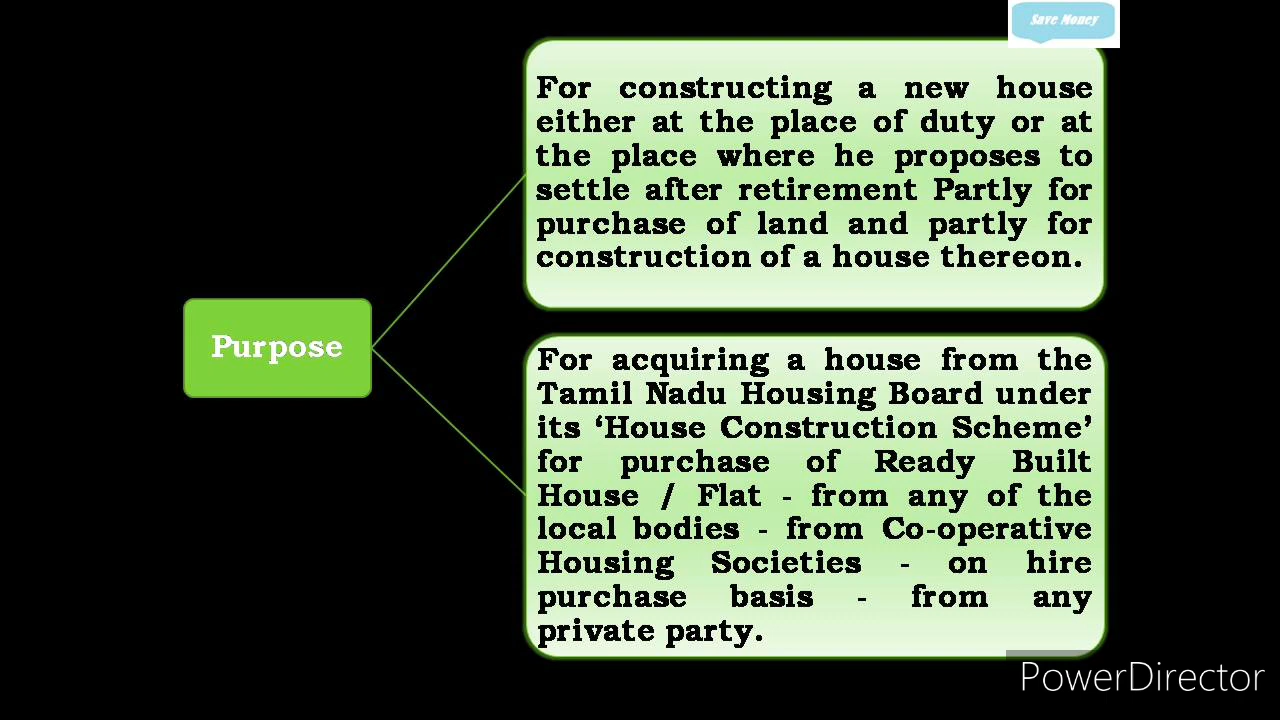 Save Money
For constructing a new house
either at the place of duty or at
the place where he proposes to
settle after retirement Partly for
purchase of land and partly for
construction of a house thereon.
Purpose
For acquiring a house from the
Tamil Nadu Housing Board under
its ‘House Construction Scheme’
for purchase of Ready Built
House / Flat - from any of the
local bodies - from Co-operative
Housing Societies - on hire
purchase basis - from any
private party.
PowerDirector